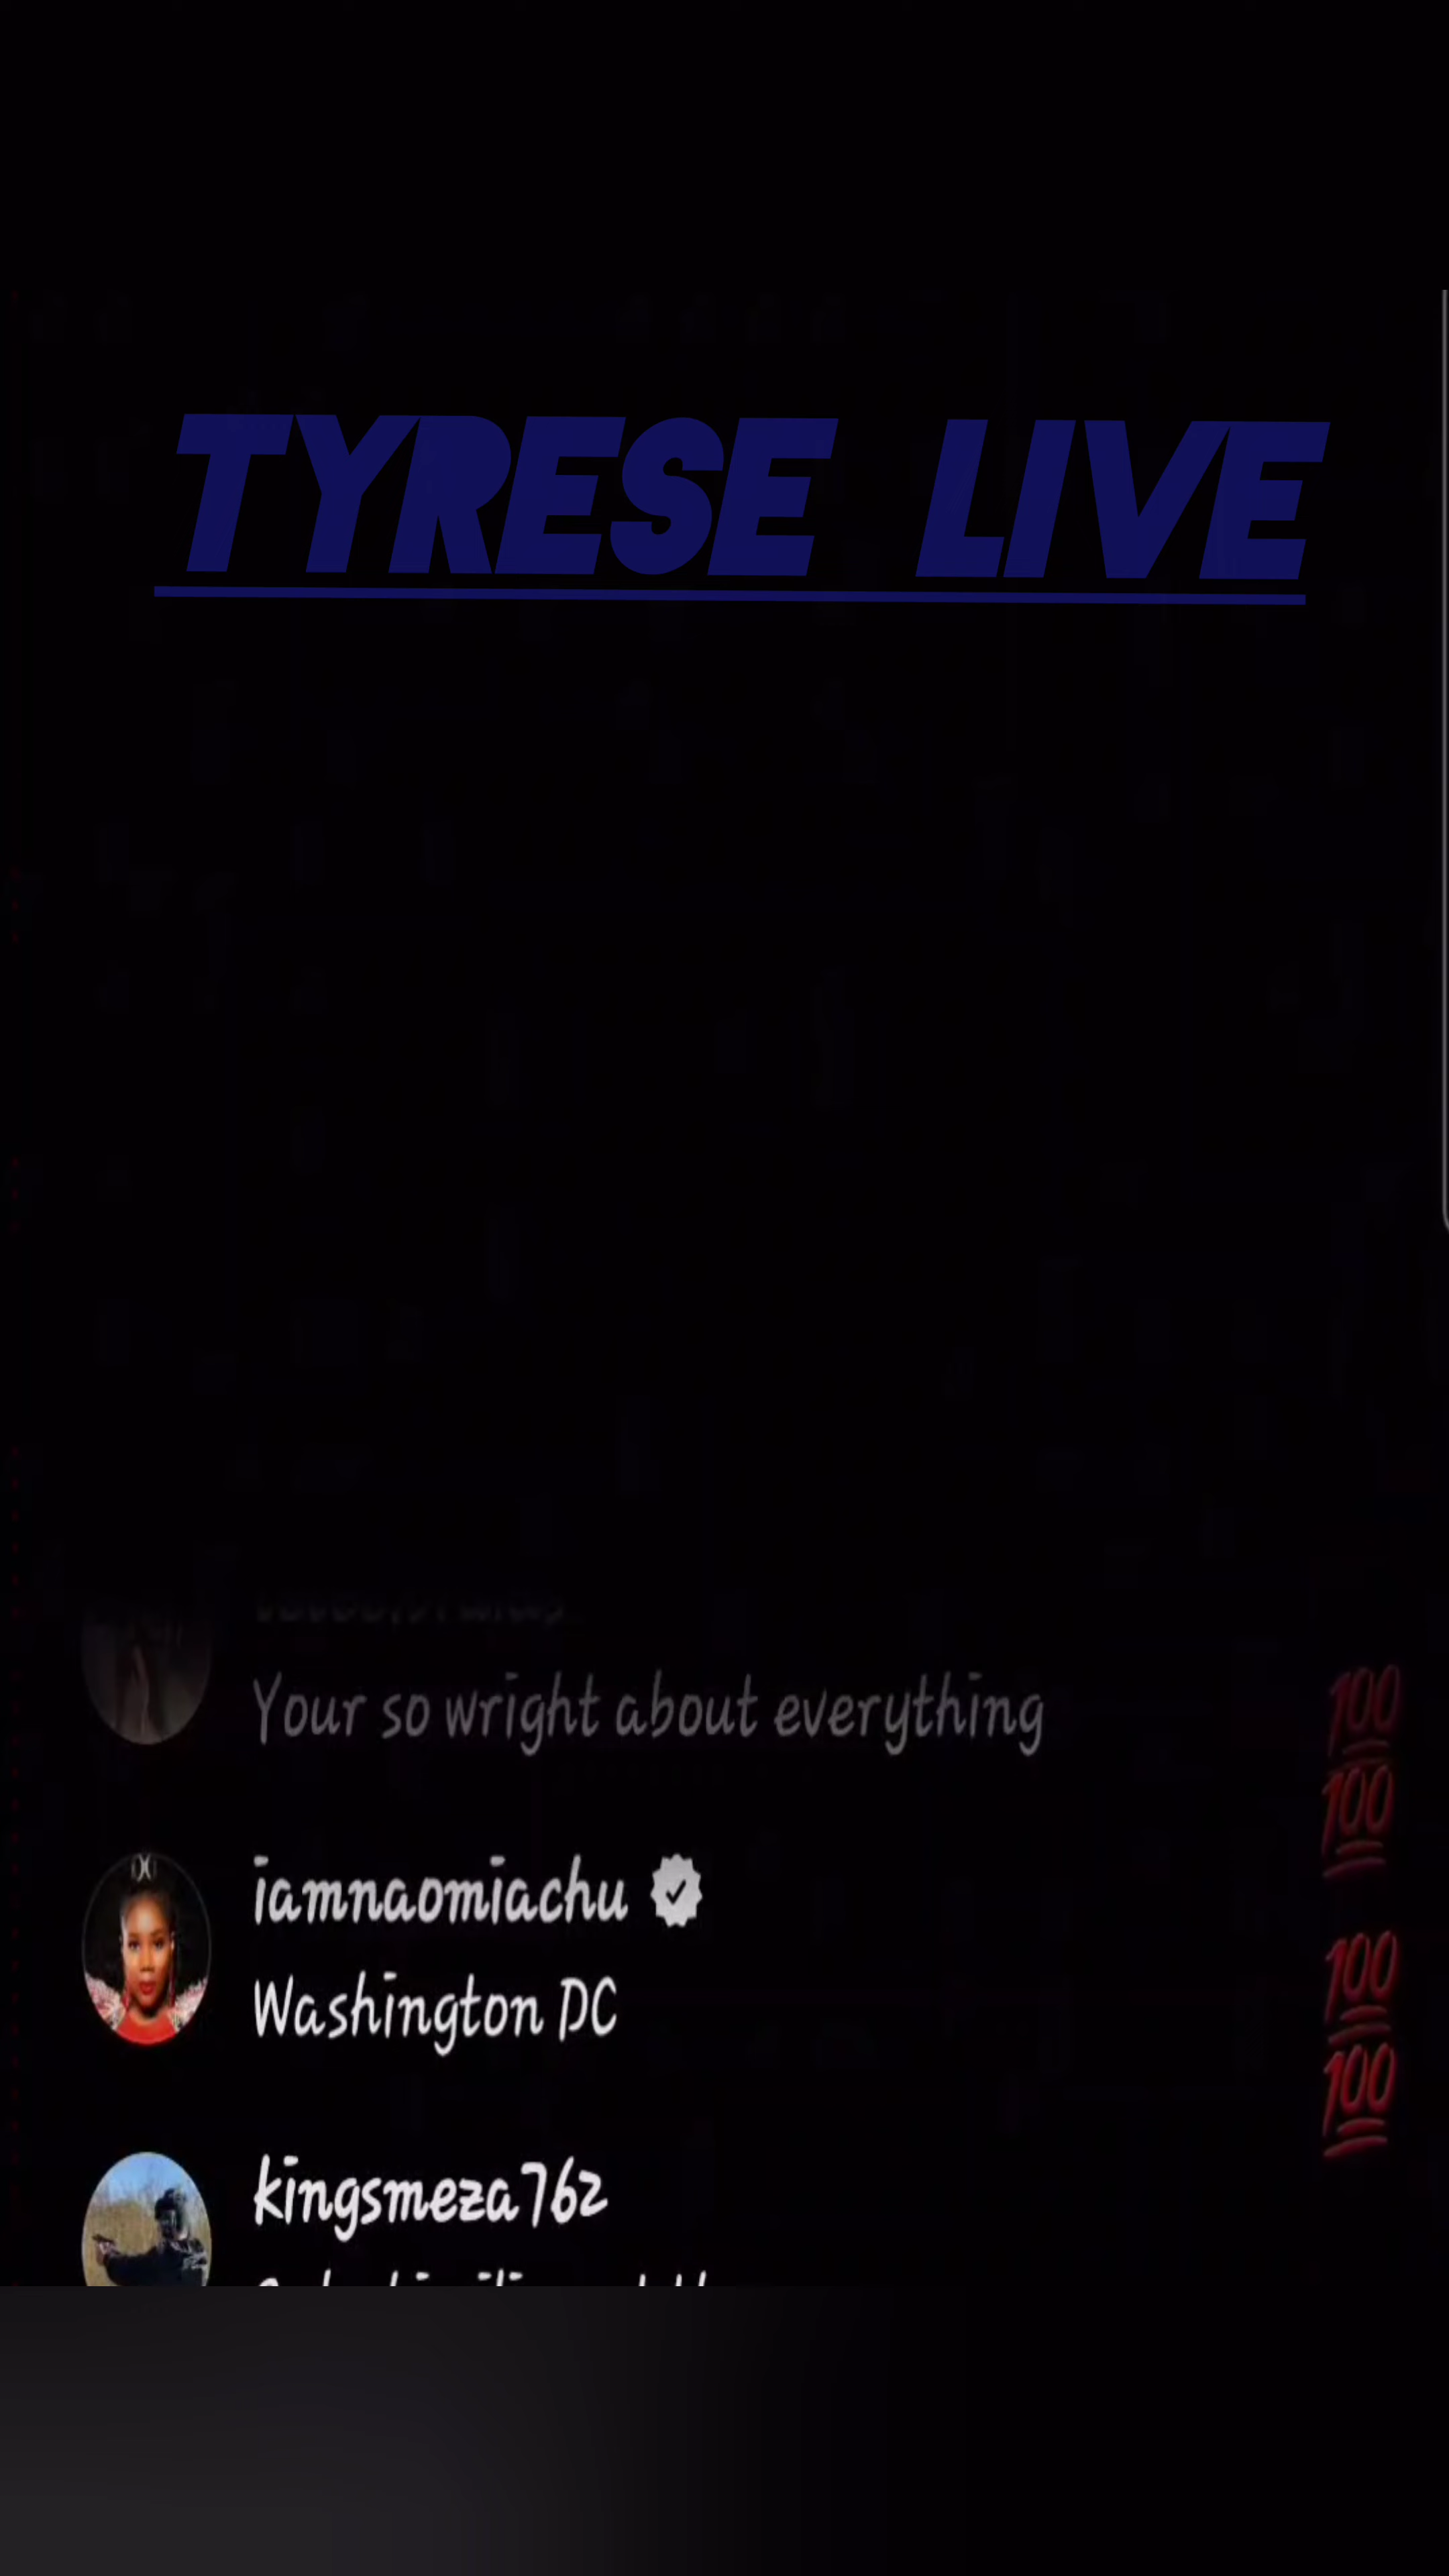 TYRESE LIVE
Your so wright about everything
💯
💯
iamnaomiachu
Washington DC
💯
💯
kingsmeza762